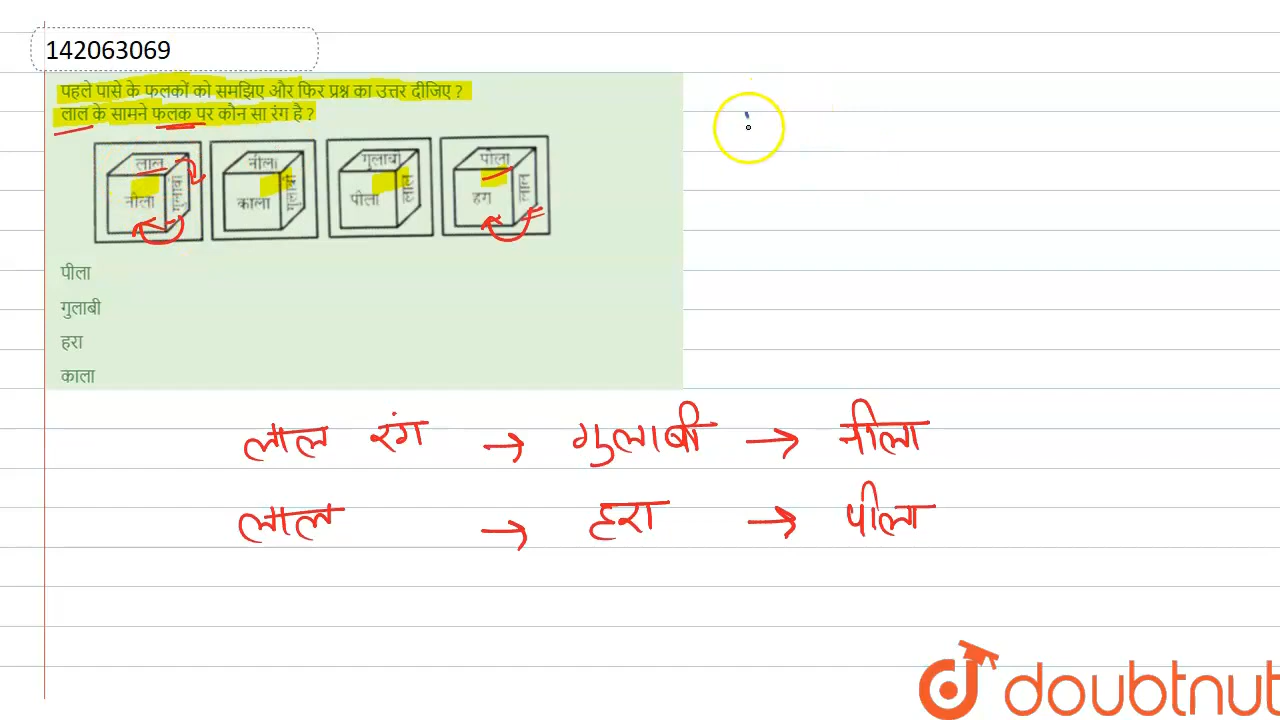 142063069
पहले पासे के फलकों को समझिए और फिर प्रश्न का उत्तर दीजिए ?
लाल के सामने फलक पर कौन सा रंग है ?
लाल नीला गुलाबी पीला
नीला गुलाबी काला गुलाबी पीला लाल हरा लाल
पीला
गुलाबी
हरा
काला
लाल रंग → गुलाबी → नीला
लाल → हरा → पीला
doubtnut